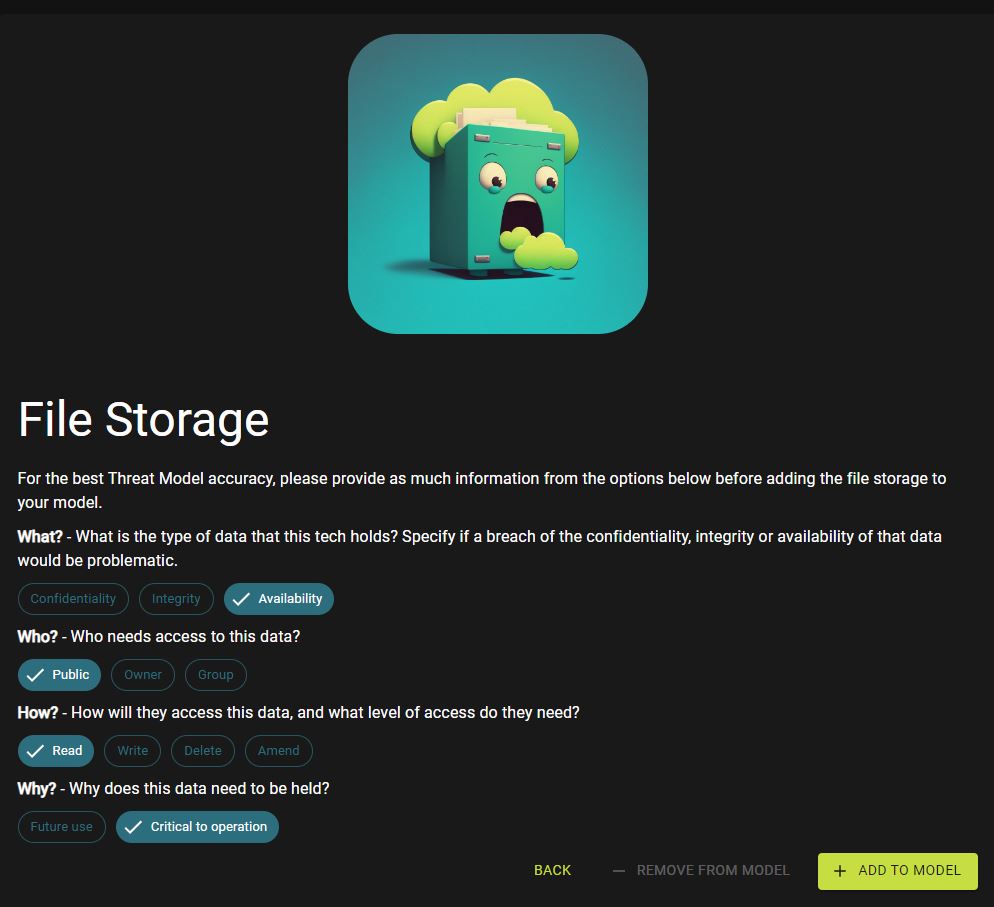 File Storage
For the best Threat Model accuracy, please provide as much information from the options below before adding the file storage to
your model.
What? - What is the type of data that this tech holds? Specify if a breach of the confidentiality, integrity or availability of that data
would be problematic.
Confidentiality Integrity Availability
Who? - Who needs access to this data?
Public Owner Group
How? - How will they access this data, and what level of access do they need?
Read Write Delete Amend
Why? - Why does this data need to be held?
Future use Critical to operation
BACK — REMOVE FROM MODEL + ADD TO MODEL